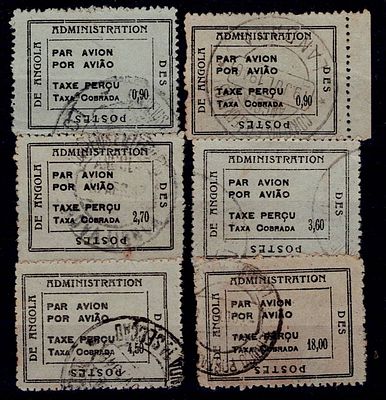 ADMINISTRATION
DES
POSTES
DE ANGOLA
PAR AVION
POR AVIÃO
TAXE PERÇU
TAXA COBRADA 0,90
ADMINISTRATION
DES
POSTES
DE ANGOLA
PAR AVION
POR AVIÃO
TAXE PERÇU
TAXA COBRADA 0,90
ADMINISTRATION
DES
POSTES
DE ANGOLA
PAR AVION
POR AVIÃO
TAXE PERÇU
TAXA COBRADA 2,70
ADMINISTRATION
DES
POSTES
DE ANGOLA
PAR AVION
POR AVIÃO
TAXE PERÇU
TAXA COBRADA 3,60
ADMINISTRATION
DES
POSTES
DE ANGOLA
PAR AVION
POR AVIÃO
TAXE PERÇU
TAXA COBRADA 4,50
ADMINISTRATION
DES
POSTES
DE ANGOLA
PAR AVION
POR AVIÃO
TAXE PERÇU
TAXA COBRADA 18,00